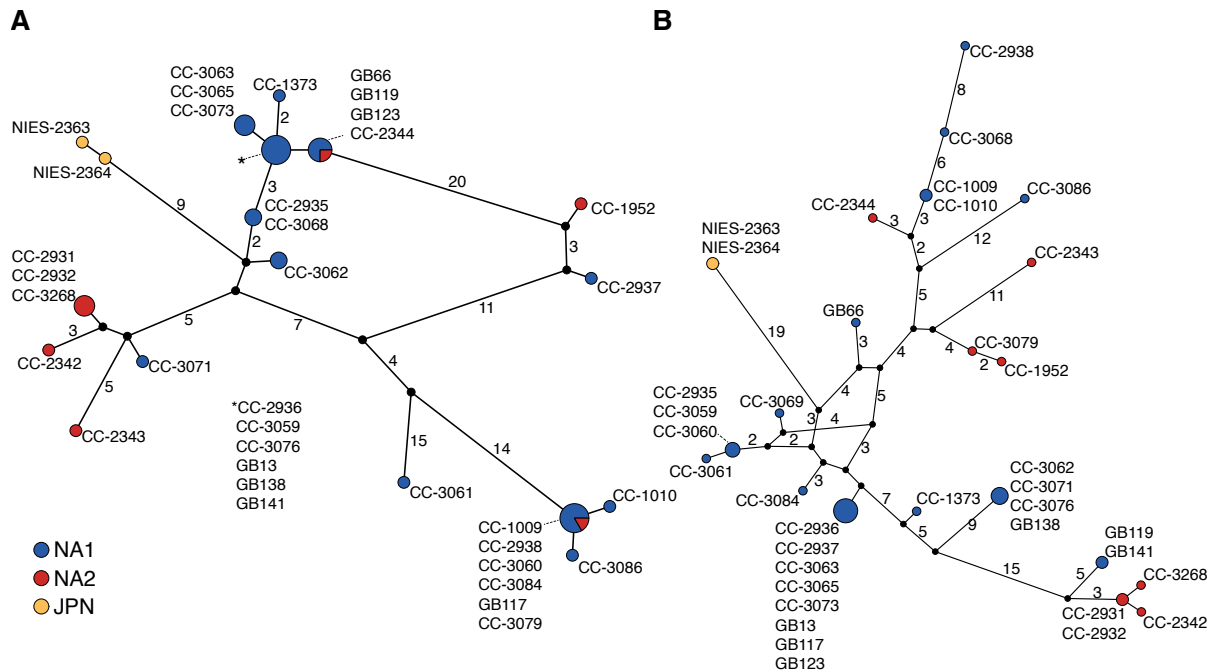 A
CC-3063
CC-3065
CC-3073
CC-1373
GB66
GB119
GB123
CC-2344
2
NIES-2363
NIES-2364
*
3
20
9
CC-2935
CC-3068
CC-1952
2
3
CC-3062
CC-2937
CC-2931
CC-2932
CC-3268
11
5
7
3
CC-2342
CC-3071
4
5
CC-2343
*CC-2936
CC-3059
CC-3076
GB13
GB138
GB141
15
14
CC-3061
CC-1010
CC-1009
CC-2938
CC-3060
CC-3084
GB117
CC-3079
CC-3086
NA1
NA2
JPN
B
CC-2938
8
CC-3068
6
CC-1009
CC-1010
CC-3086
CC-2344
3
3
2
12
NIES-2363
NIES-2364
CC-2343
5
11
19
GB66
3
4
4
CC-3079
2
CC-1952
CC-2935
CC-3059
CC-3060
CC-3069
4
3
4
5
2
2
3
CC-3061
3
CC-3084
7
CC-1373
5
9
CC-3062
CC-3071
CC-3076
GB138
CC-2936
CC-2937
CC-3063
CC-3065
CC-3073
GB13
GB117
GB123
15
GB119
GB141
5
3
CC-3268
CC-2931
CC-2932
CC-2342